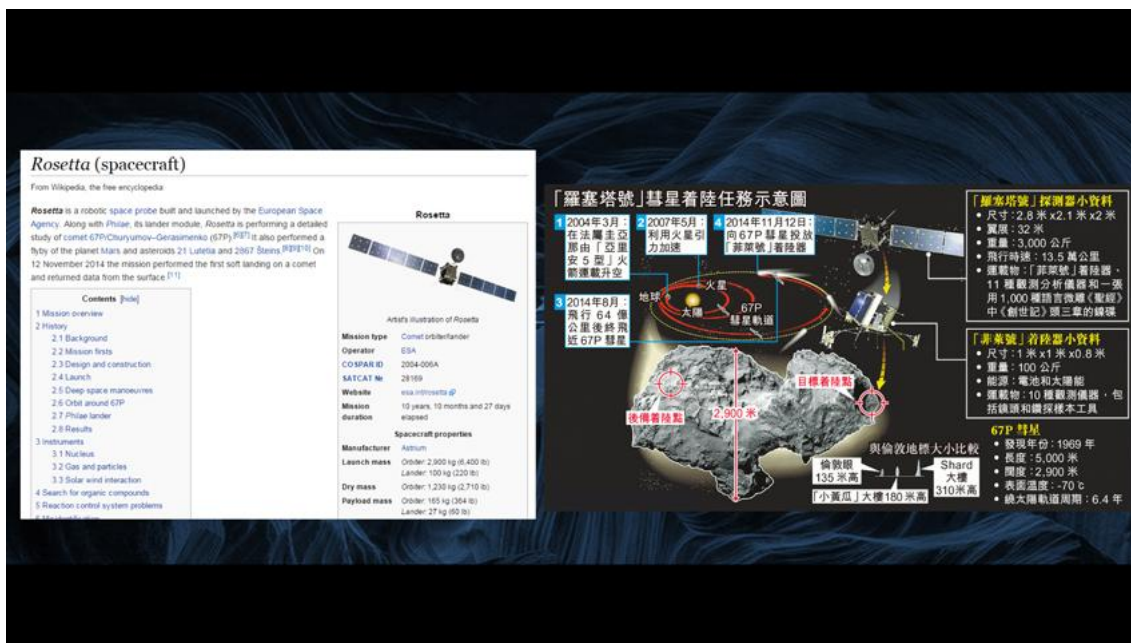 Rosetta (spacecraft)
From Wikipedia, the free encyclopedia
Rosetta is a robotic space probe built and launched by the European Space
Agency. Along with Philae, its lander module, Rosetta is performing a detailed
study of comet 67P/Churyumov–Gerasimenko (67P).[6][7] It also performed a
flyby of the planet Mars and asteroids 21 Lutetia and 2867 Šteins.[8][9][10] On
12 November 2014 the mission performed the first soft landing on a comet
and returned data from the surface.[11]
Contents [hide]
1 Mission overview
2 History
2.1 Background
2.2 Mission firsts
2.3 Design and construction
2.4 Launch
2.5 Deep space manoeuvres
2.6 Orbit around 67P
2.7 Philae lander
2.8 Results
3 Instruments
3.1 Nucleus
3.2 Gas and particles
3.3 Solar wind interaction
4 Search for organic compounds
5 Reaction control system problems
Rosetta
Artist's illustration of Rosetta
Mission type Comet orbiter/lander
Operator ESA
COSPAR ID 2004-006A
SATCAT № 28169
Website esa.int/rosetta
Mission duration 10 years, 10 months and 27 days elapsed
Spacecraft properties
Manufacturer Astrium
Launch mass Orbiter: 2,900 kg (6,400 lb)
Lander: 100 kg (220 lb)
Dry mass Orbiter: 1,230 kg (2,710 lb)
Payload mass Orbiter: 165 kg (364 lb)
Lander: 27 kg (60 lb)
「羅塞塔號」彗星着陸任務示意圖
1 2004年3月：
在法屬圭亞
那由「亞里
安5型」火
箭運載升空
2 2007年5月：
利用火星引
力加速
4 2014年11月12日：
向67P彗星投放
「菲萊號」着陸器
3 2014年8月：
飛行64億
公里後終飛
近67P彗星
地球
火星
太陽
67P
彗星軌道
後備着陸點
2,900米
目標着陸點
與倫敦地標大小比較
倫敦眼
135米高
「小黃瓜」大樓180米高
Shard
大樓
310米高
「羅塞塔號」探測器小資料
• 尺寸：2.8米x2.1米x2米
• 翼展：32米
• 重量：3,000公斤
• 飛行時速：13.5萬公里
• 運載物：「菲萊號」着陸器、
11種觀測分析儀器和一張
用1,000種語言微雕《聖經》
中《創世記》頭三章的鎳碟
「菲萊號」着陸器小資料
• 尺寸：1米x1米x0.8米
• 重量：100公斤
• 能源：電池和太陽能
• 運載物：10種觀測儀器，包
括鏡頭和鑽探樣本工具
67P彗星
• 發現年份：1969年
• 長度：5,000米
• 闊度：2,900米
• 表面溫度：-70℃
• 繞太陽軌道周期：6.4年